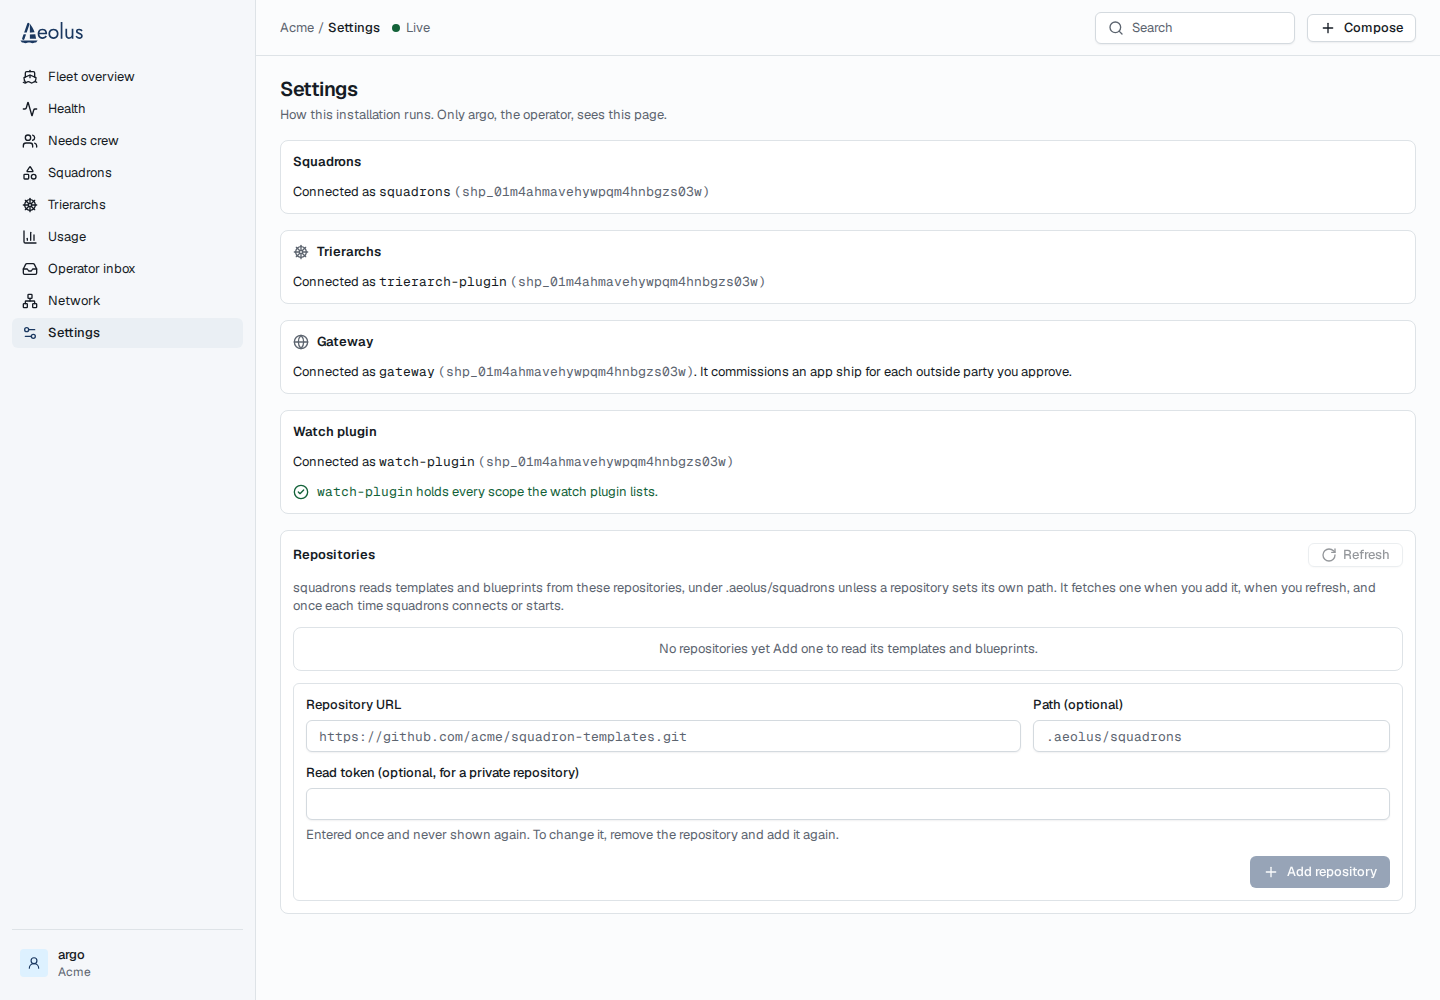 Aeolus
Fleet overview
Health
Needs crew
Squadrons
Trierarchs
Usage
Operator inbox
Network
Settings
argo
Acme
Acme / Settings
Live
Search
Compose
Settings
How this installation runs. Only argo, the operator, sees this page.
Squadrons
Connected as squadrons (shp_01m4ahmavehywpqm4hnbgzs03w)
Trierarchs
Connected as trierarch-plugin (shp_01m4ahmavehywpqm4hnbgzs03w)
Gateway
Connected as gateway (shp_01m4ahmavehywpqm4hnbgzs03w). It commissions an app ship for each outside party you approve.
Watch plugin
Connected as watch-plugin (shp_01m4ahmavehywpqm4hnbgzs03w)
watch-plugin holds every scope the watch plugin lists.
Repositories
Refresh
squadrons reads templates and blueprints from these repositories, under .aeolus/squadrons unless a repository sets its own path. It fetches one when you add it, when you refresh, and
once each time squadrons connects or starts.
No repositories yet Add one to read its templates and blueprints.
Repository URL
Path (optional)
https://github.com/acme/squadron-templates.git
.aeolus/squadrons
Read token (optional, for a private repository)
Entered once and never shown again. To change it, remove the repository and add it again.
Add repository